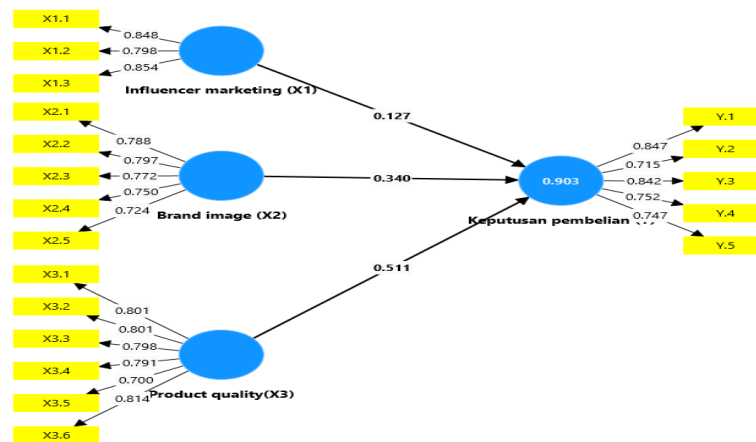 X1.1
0.848
X1.2
0.798
X1.3
0.854
Influencer marketing (X1)
0.127
X2.1
0.788
X2.2
0.797
X2.3
0.772
X2.4
0.750
X2.5
0.724
Brand image (X2)
0.340
X3.1
0.801
X3.2
0.801
X3.3
0.798
X3.4
0.791
X3.5
0.700
X3.6
0.814
Product quality(X3)
0.511
0.903
Keputusan pembelian
Y.1
0.847
Y.2
0.715
Y.3
0.842
Y.4
0.752
Y.5
0.747